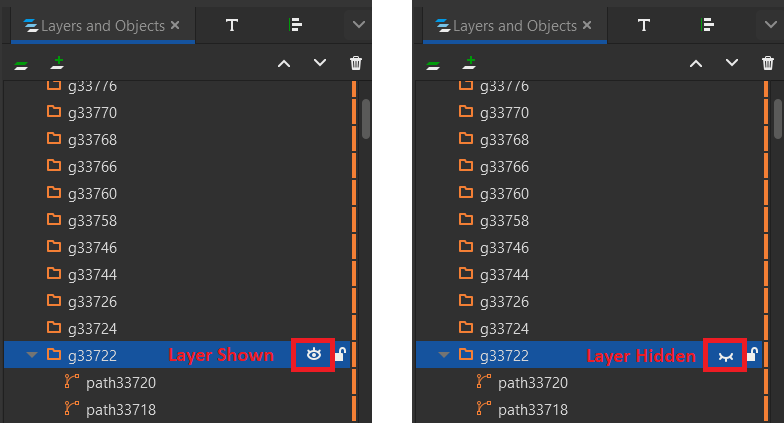 Layers and Objects
g33776
g33770
g33768
g33766
g33760
g33758
g33746
g33744
g33726
g33724
g33722 Layer Shown
path33720
path33718
Layers and Objects
g33776
g33770
g33768
g33766
g33760
g33758
g33746
g33744
g33726
g33724
g33722 Layer Hidden
path33720
path33718